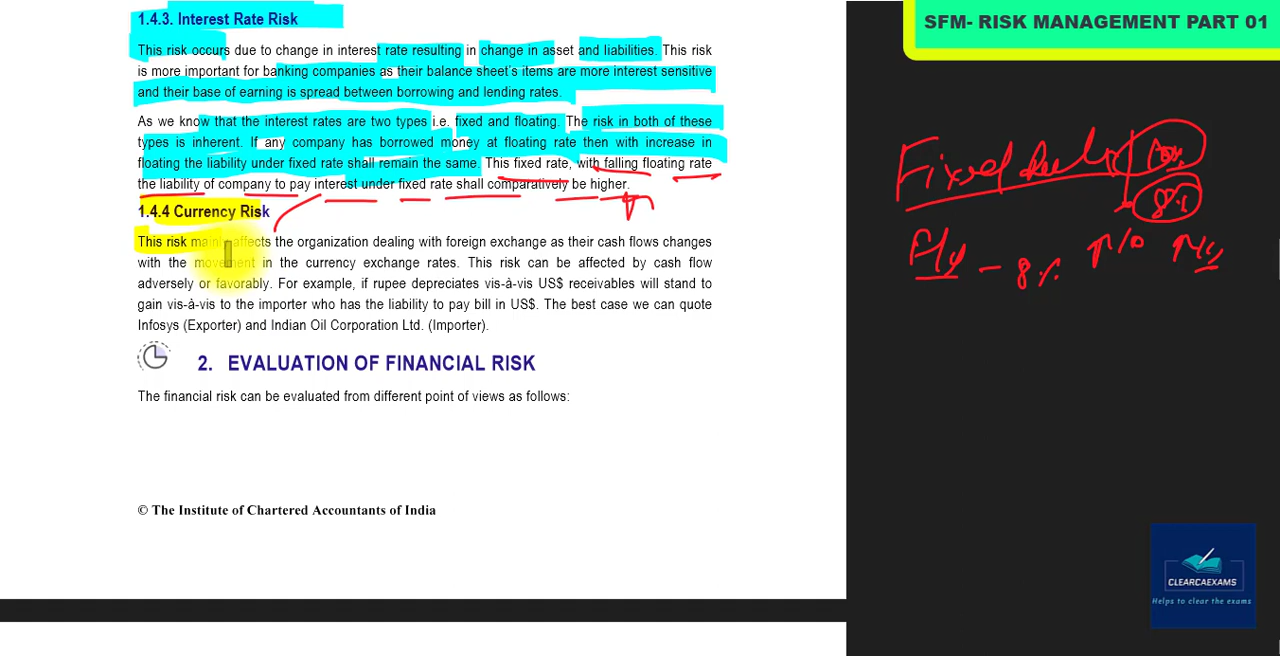 1.4.3. Interest Rate Risk
This risk occurs due to change in interest rate resulting in change in asset and liabilities. This risk
is more important for banking companies as their balance sheet's items are more interest sensitive
and their base of earning is spread between borrowing and lending rates.
As we know that the interest rates are two types i.e. fixed and floating. The risk in both of these
types is inherent. If any company has borrowed money at floating rate then with increase in
floating the liability under fixed rate shall remain the same. This fixed rate, with falling floating rate
the liability of company to pay interest under fixed rate shall comparatively be higher.
1.4.4 Currency Risk
This risk mainly affects the organization dealing with foreign exchange as their cash flows changes
with the movement in the currency exchange rates. This risk can be affected by cash flow
adversely or favorably. For example, if rupee depreciates vis-à-vis US$ receivables will stand to
gain vis-à-vis to the importer who has the liability to pay bill in US$. The best case we can quote
Infosys (Exporter) and Indian Oil Corporation Ltd. (Importer).
2. EVALUATION OF FINANCIAL RISK
The financial risk can be evaluated from different point of views as follows:
© The Institute of Chartered Accountants of India
SFM- RISK MANAGEMENT PART 01
Fixed
10%
8%
- 8%
CLEARCAEXAMS
Helps to clear the exams